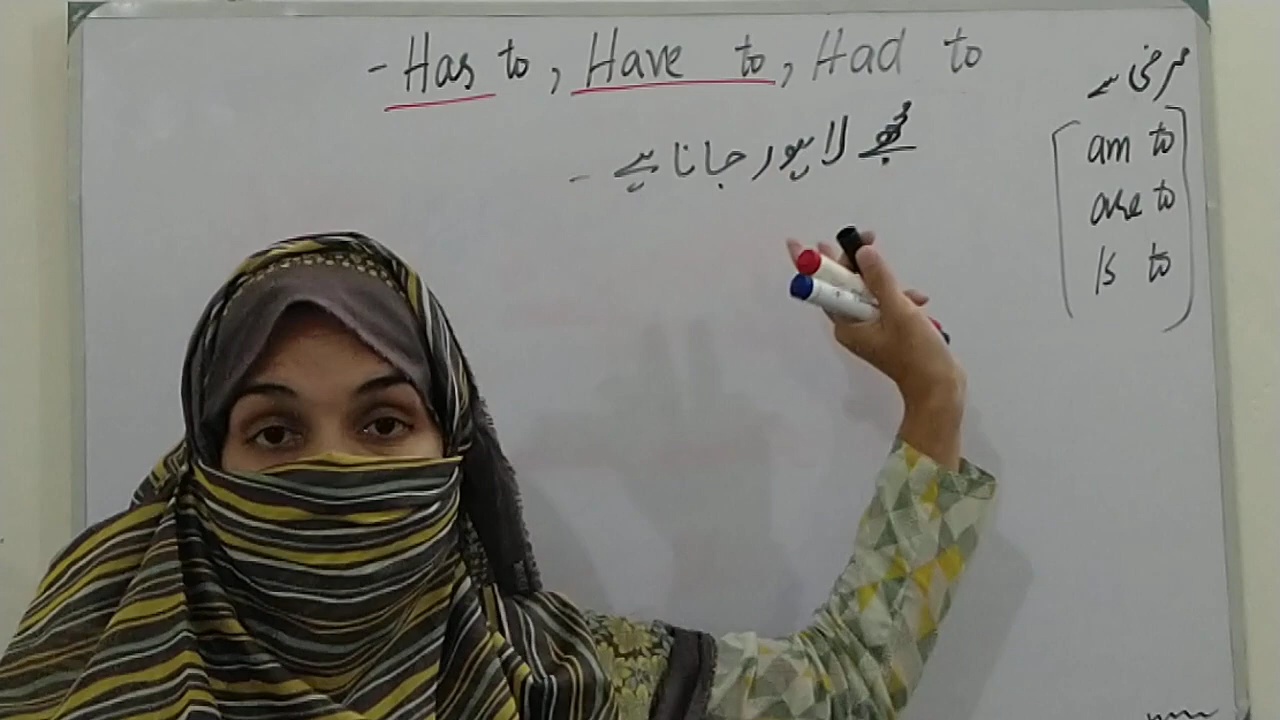 - Has to, Have to, Had to
مجھے لاہور جانا ہے -
مرضی سے
am to
are to
Is to